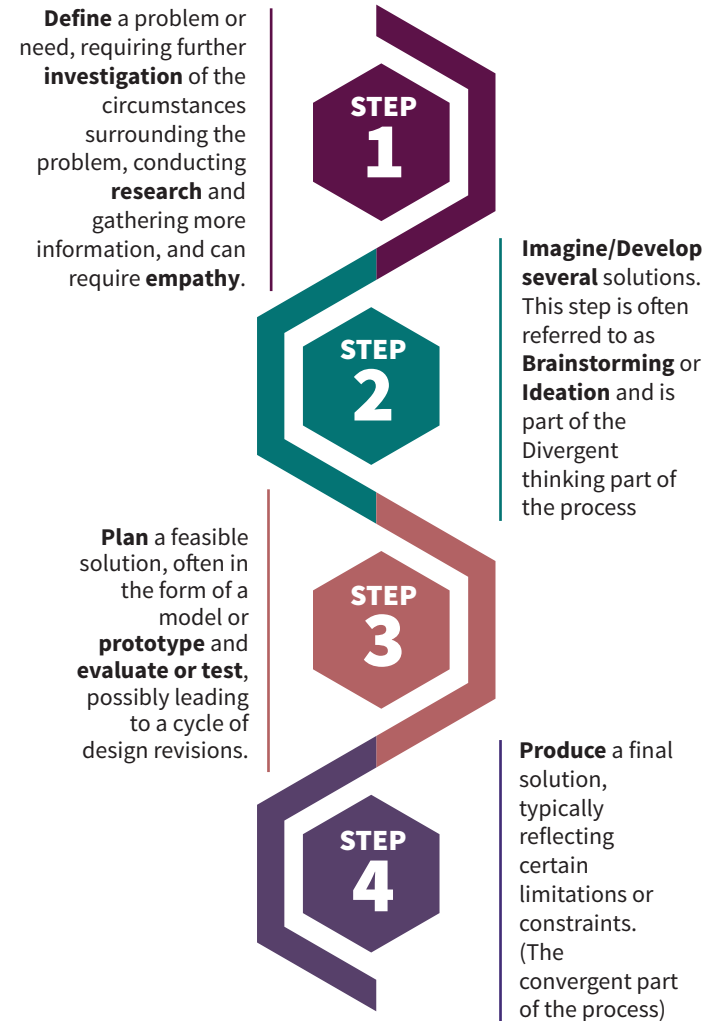 Define a problem or
need, requiring further
investigation of the
circumstances
surrounding the
problem, conducting
research and
gathering more
information, and can
require empathy.
STEP
1
Imagine/Develop
several solutions.
This step is often
referred to as
Brainstorming or
Ideation and is
part of the
Divergent
thinking part of
the process
STEP
2
Plan a feasible
solution, often in
the form of a
model or
prototype and
evaluate or test,
possibly leading
to a cycle of
design revisions.
STEP
3
Produce a final
solution,
typically
reflecting
certain
limitations or
constraints.
(The
convergent part
of the process)
STEP
4